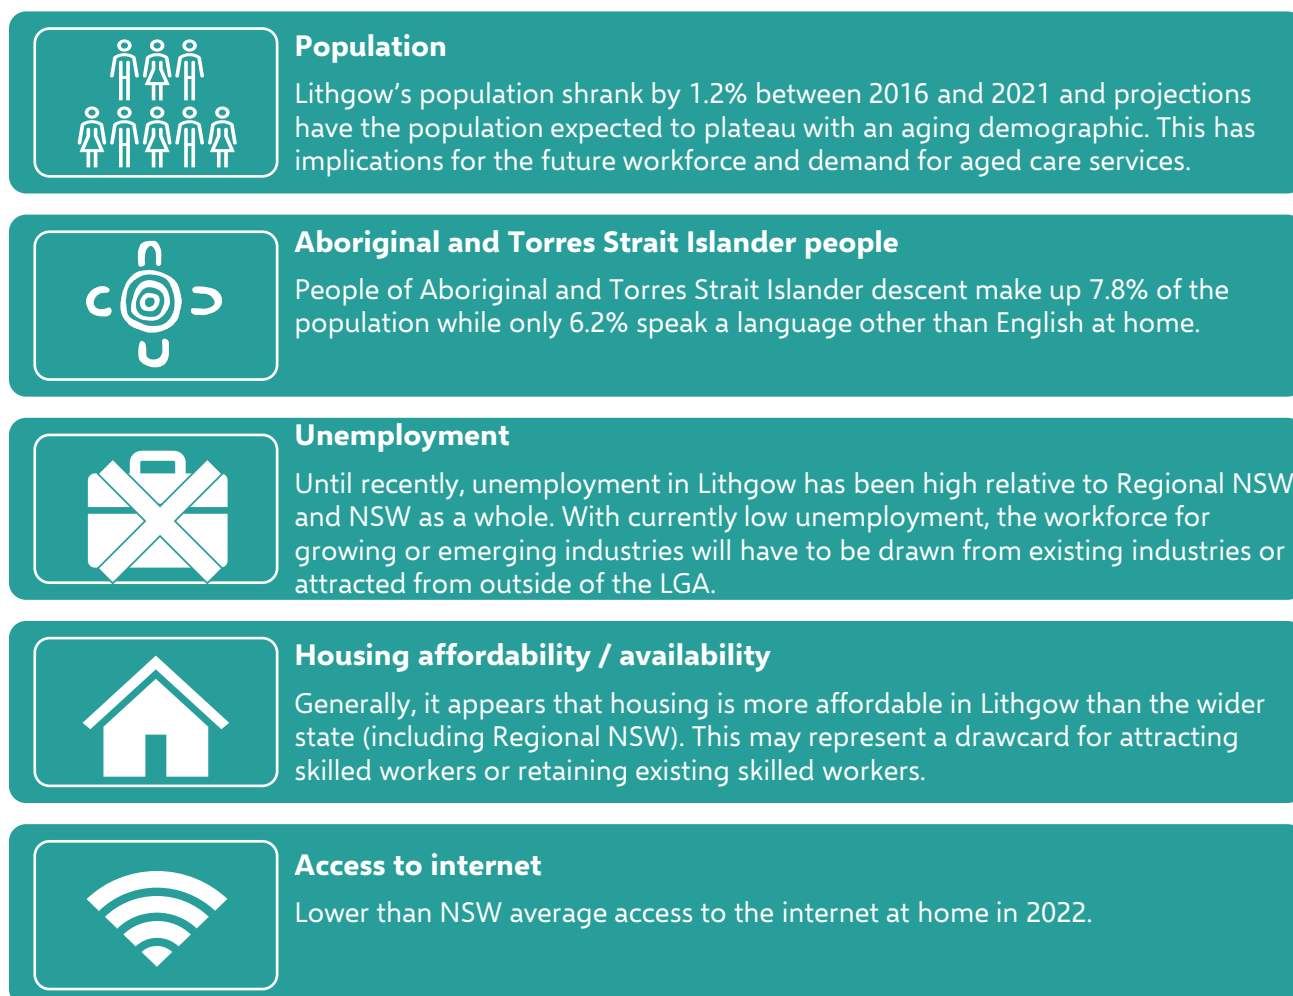 Population
Lithgow’s population shrank by 1.2% between 2016 and 2021 and projections
have the population expected to plateau with an aging demographic. This has
implications for the future workforce and demand for aged care services.
Aboriginal and Torres Strait Islander people
People of Aboriginal and Torres Strait Islander descent make up 7.8% of the
population while only 6.2% speak a language other than English at home.
Unemployment
Until recently, unemployment in Lithgow has been high relative to Regional NSW
and NSW as a whole. With currently low unemployment, the workforce for
growing or emerging industries will have to be drawn from existing industries or
attracted from outside of the LGA.
Housing affordability / availability
Generally, it appears that housing is more affordable in Lithgow than the wider
state (including Regional NSW). This may represent a drawcard for attracting
skilled workers or retaining existing skilled workers.
Access to internet
Lower than NSW average access to the internet at home in 2022.